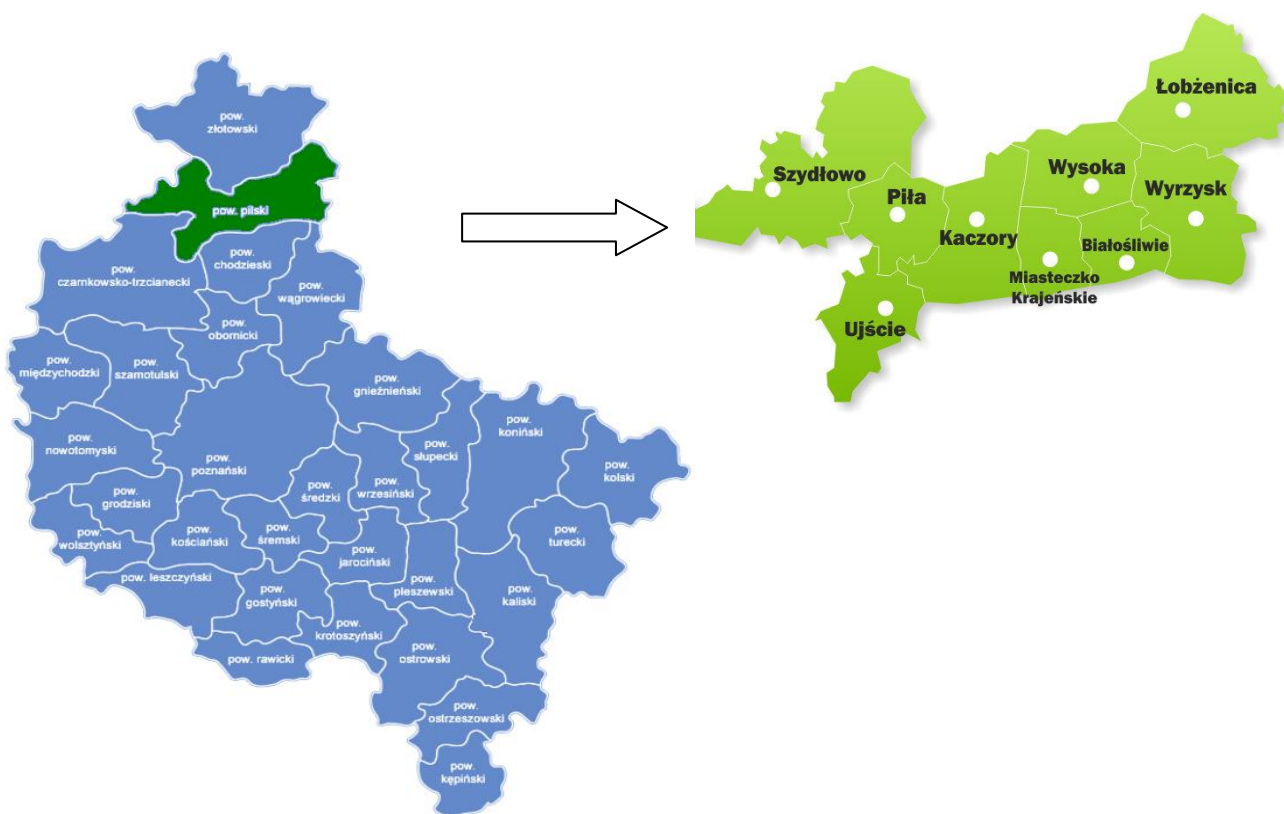 pow.
złotowski
pow. pilski
pow.
chodzieski
pow.
czarnkowsko-trzcianecki
pow.
wągrowiecki
pow.
obornicki
pow.
międzychodzki
pow.
szamotulski
pow.
gnieźnieński
pow.
koniński
pow.
słupecki
pow.
nowotomyski
pow.
poznański
pow.
kolski
pow.
średzki
pow.
wrzesiński
pow.
grodziski
pow.
wolsztyński
pow.
kościański
pow.
śremski
pow.
jarociński
pow.
turecki
pow. leszczyński
pow.
gostyński
pow.
pleszewski
pow.
kaliski
pow.
krotoszyński
pow. rawicki
pow.
ostrowski
pow.
ostrzeszowski
pow.
kępiński
Łobżenica
Szydłowo
Wysoka
Wyrzysk
Piła
Kaczory
Białośliwie
Miasteczko
Krajeńskie
Ujście